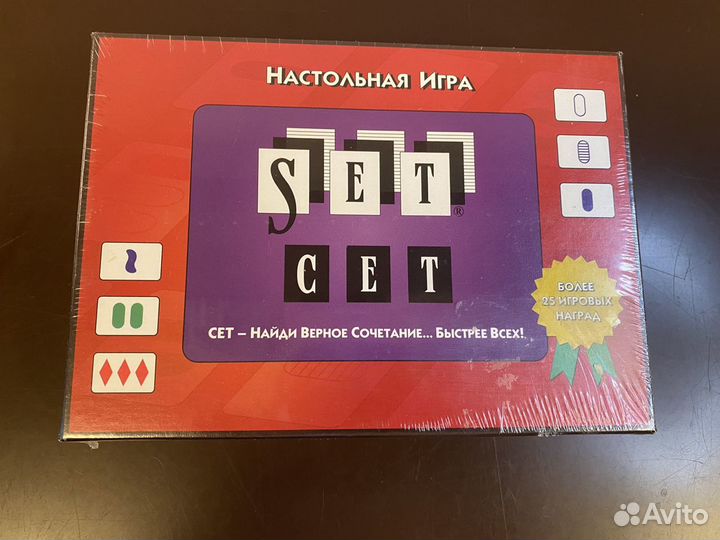 НАСТОЛЬНАЯ ИГРА
SET®
СЕТ
СЕТ – НАЙДИ ВЕРНОЕ СОЧЕТАНИЕ... БЫСТРЕЕ ВСЕХ!
БОЛЕЕ
25 ИГРОВЫХ
НАГРАД
Avito